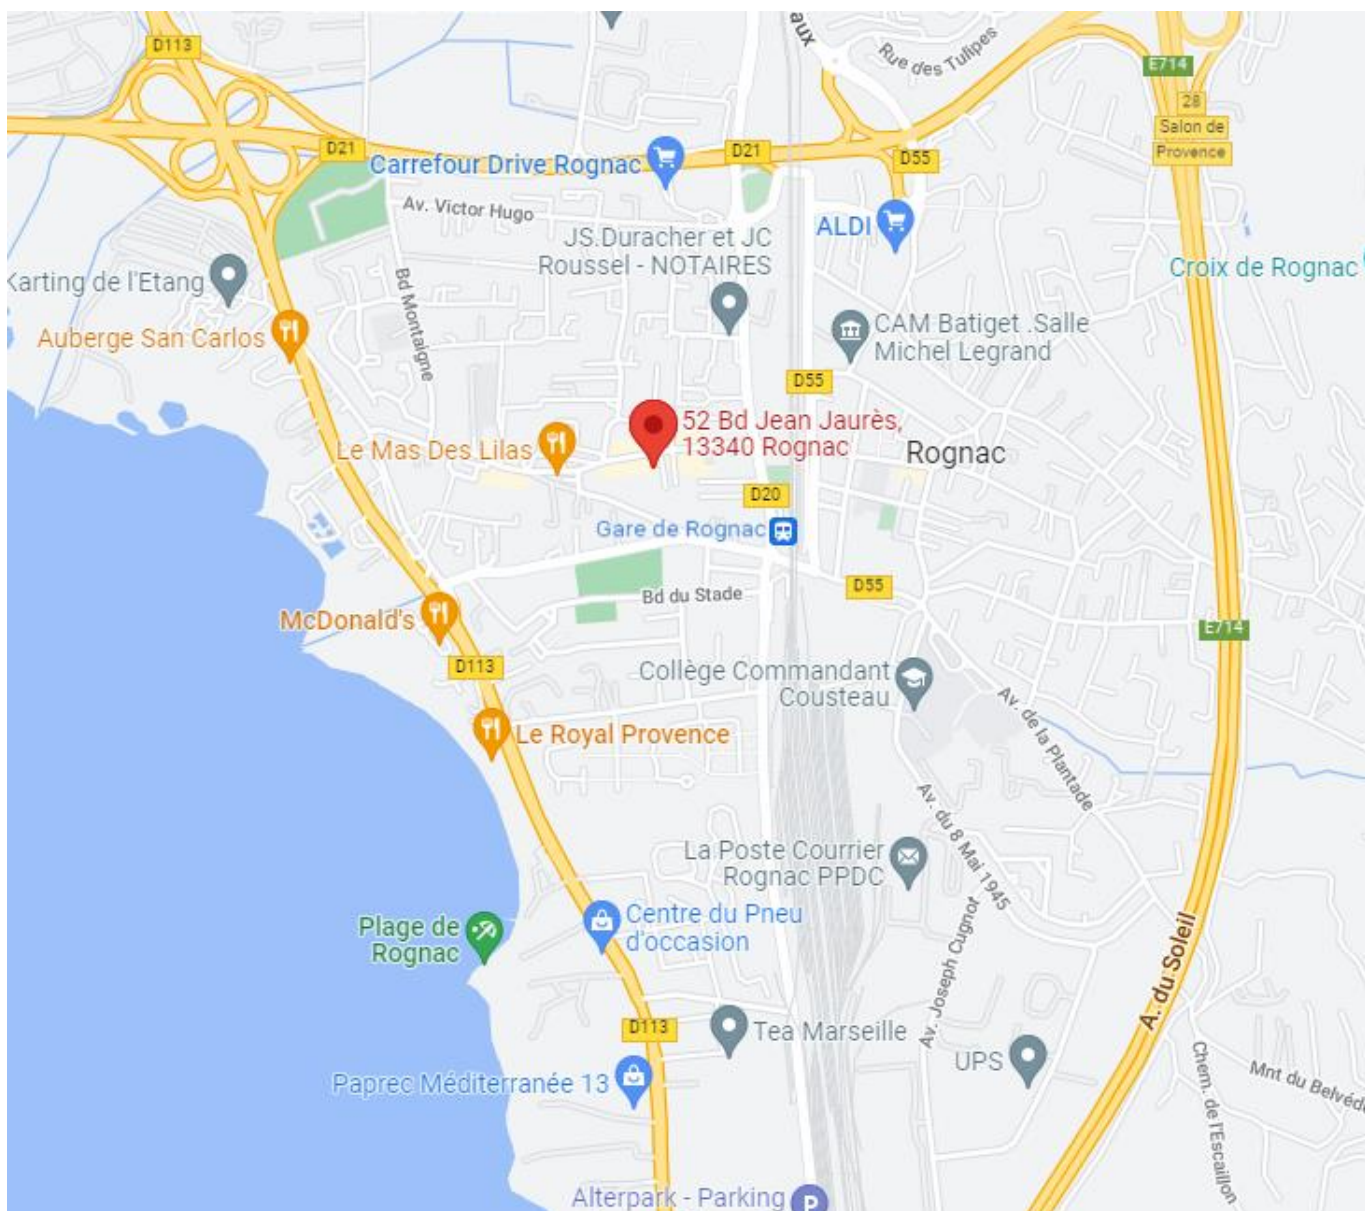 D113
aux
Rue des Tulipes
E714
28
Salon de
Provence
D21
Carrefour Drive Rognac
D21
D55
Av. Victor Hugo
ALDI
JS.Duracher et JC
Roussel - NOTAIRES
Karting de l'Etang
Croix de Rognac
Bd Montaigne
Auberge San Carlos
CAM Batiget .Salle
Michel Legrand
D55
52 Bd Jean Jaurès,
13340 Rognac
Le Mas Des Lilas
Rognac
D20
Gare de Rognac
Bd du Stade
D55
McDonald's
E714
D113
Collège Commandant
Cousteau
Av. de la Plantade
Le Royal Provence
Av. du 8 Mai 1945
La Poste Courrier
Rognac PPDC
Plage de
Rognac
Centre du Pneu
d'occasion
Av. Joseph Cugnot
A. du Soleil
D113
Tea Marseille
UPS
Paprec Méditerranée 13
Chem. de l'Escaillon
Mnt du Belvédè
Alterpark - Parking
P